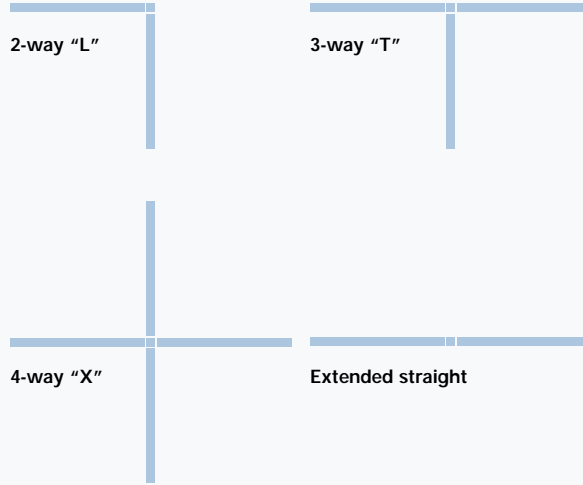 2-way “L”
3-way “T”
4-way “X”
Extended straight